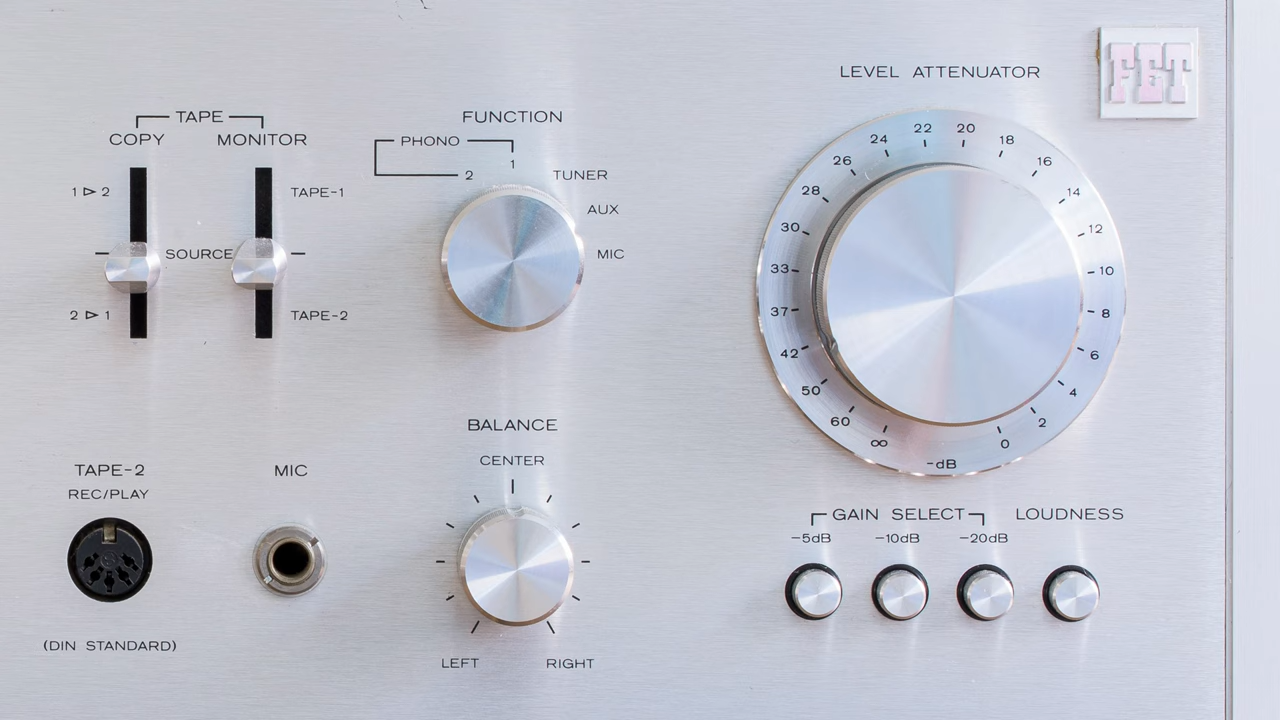 TAPE
COPY MONITOR
1 ▷ 2 TAPE-1
SOURCE
2 ▷ 1 TAPE-2
FUNCTION
PHONO 1
2 TUNER
AUX
MIC
LEVEL ATTENUATOR
FET
∞ 60 50 42 37 33 30 28 26 24 22 20 18 16 14 12 10 8 6 4 2 0
-dB
TAPE-2
REC/PLAY
(DIN STANDARD)
MIC
BALANCE
CENTER
LEFT RIGHT
GAIN SELECT LOUDNESS
-5dB -10dB -20dB